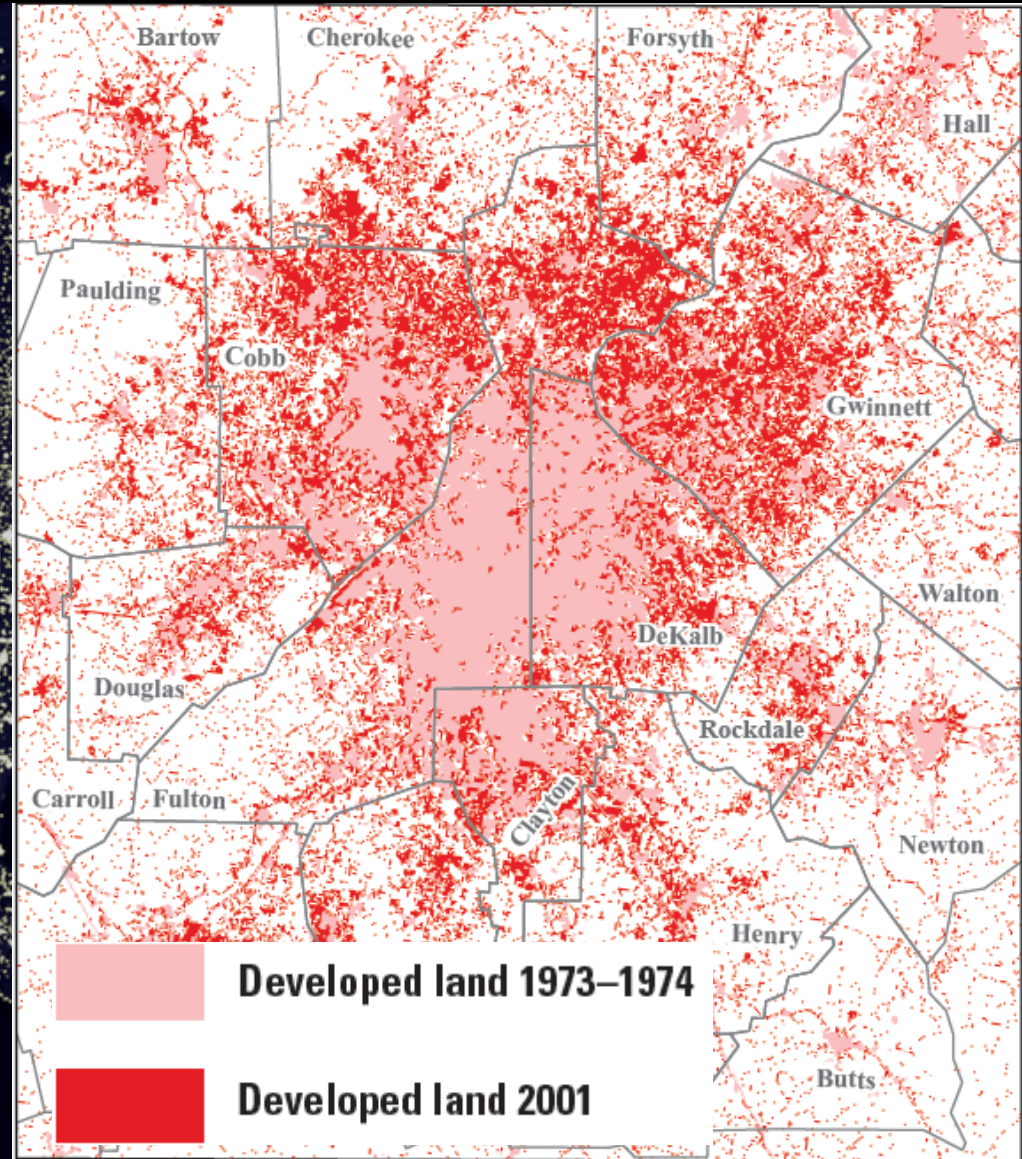 Bartow
Cherokee
Forsyth
Hall
Paulding
Cobb
Gwinnett
Walton
DeKalb
Douglas
Rockdale
Carroll
Fulton
Clayton
Newton
Henry
Developed land 1973–1974
Butts
Developed land 2001